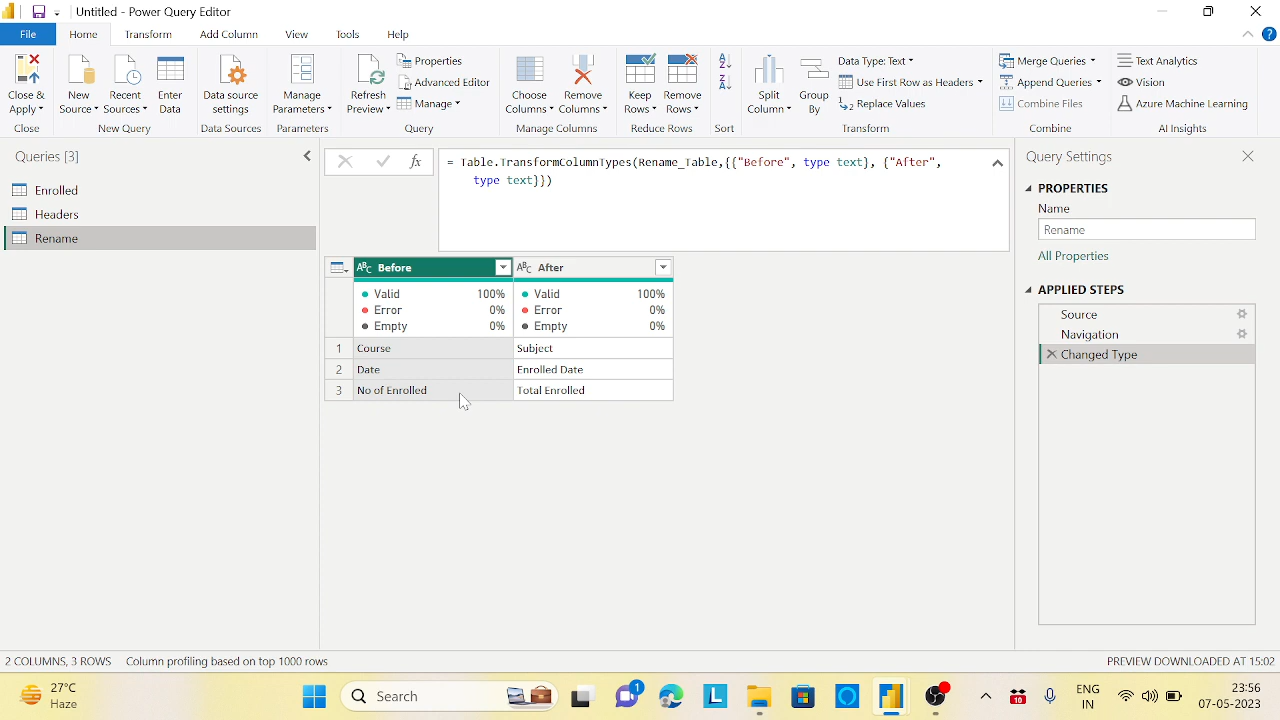 Untitled - Power Query Editor
File
Home
Transform
Add Column
View
Tools
Help
Close &
Apply
New
Source
Recent
Sources
Enter
Data
Data source
settings
Manage
Parameters
Refresh
Preview
Properties
Advanced Editor
Manage
Choose
Columns
Remove
Columns
Keep
Rows
Remove
Rows
Split
Column
Group
By
Data Type: Text
Use First Row as Headers
Replace Values
Merge Queries
Append Queries
Combine Files
Text Analytics
Vision
Azure Machine Learning
Close
New Query
Data Sources
Parameters
Query
Manage Columns
Reduce Rows
Sort
Transform
Combine
AI Insights
Queries [3]
Enrolled
Headers
Rename
fx
= Table.TransformColumnTypes(Rename_Table,{{"Before", type text}, {"After",
type text}})
ABC Before
ABC After
Valid 100%
Error 0%
Empty 0%
Valid 100%
Error 0%
Empty 0%
1 Course Subject
2 Date Enrolled Date
3 No of Enrolled Total Enrolled
Query Settings
PROPERTIES
Name
Rename
All Properties
APPLIED STEPS
Source
Navigation
Changed Type
2 COLUMNS, 3 ROWS Column profiling based on top 1000 rows
PREVIEW DOWNLOADED AT 15:02
27°C
Haze
Search
1
L
10
ENG
IN
23:56
07-05-2023